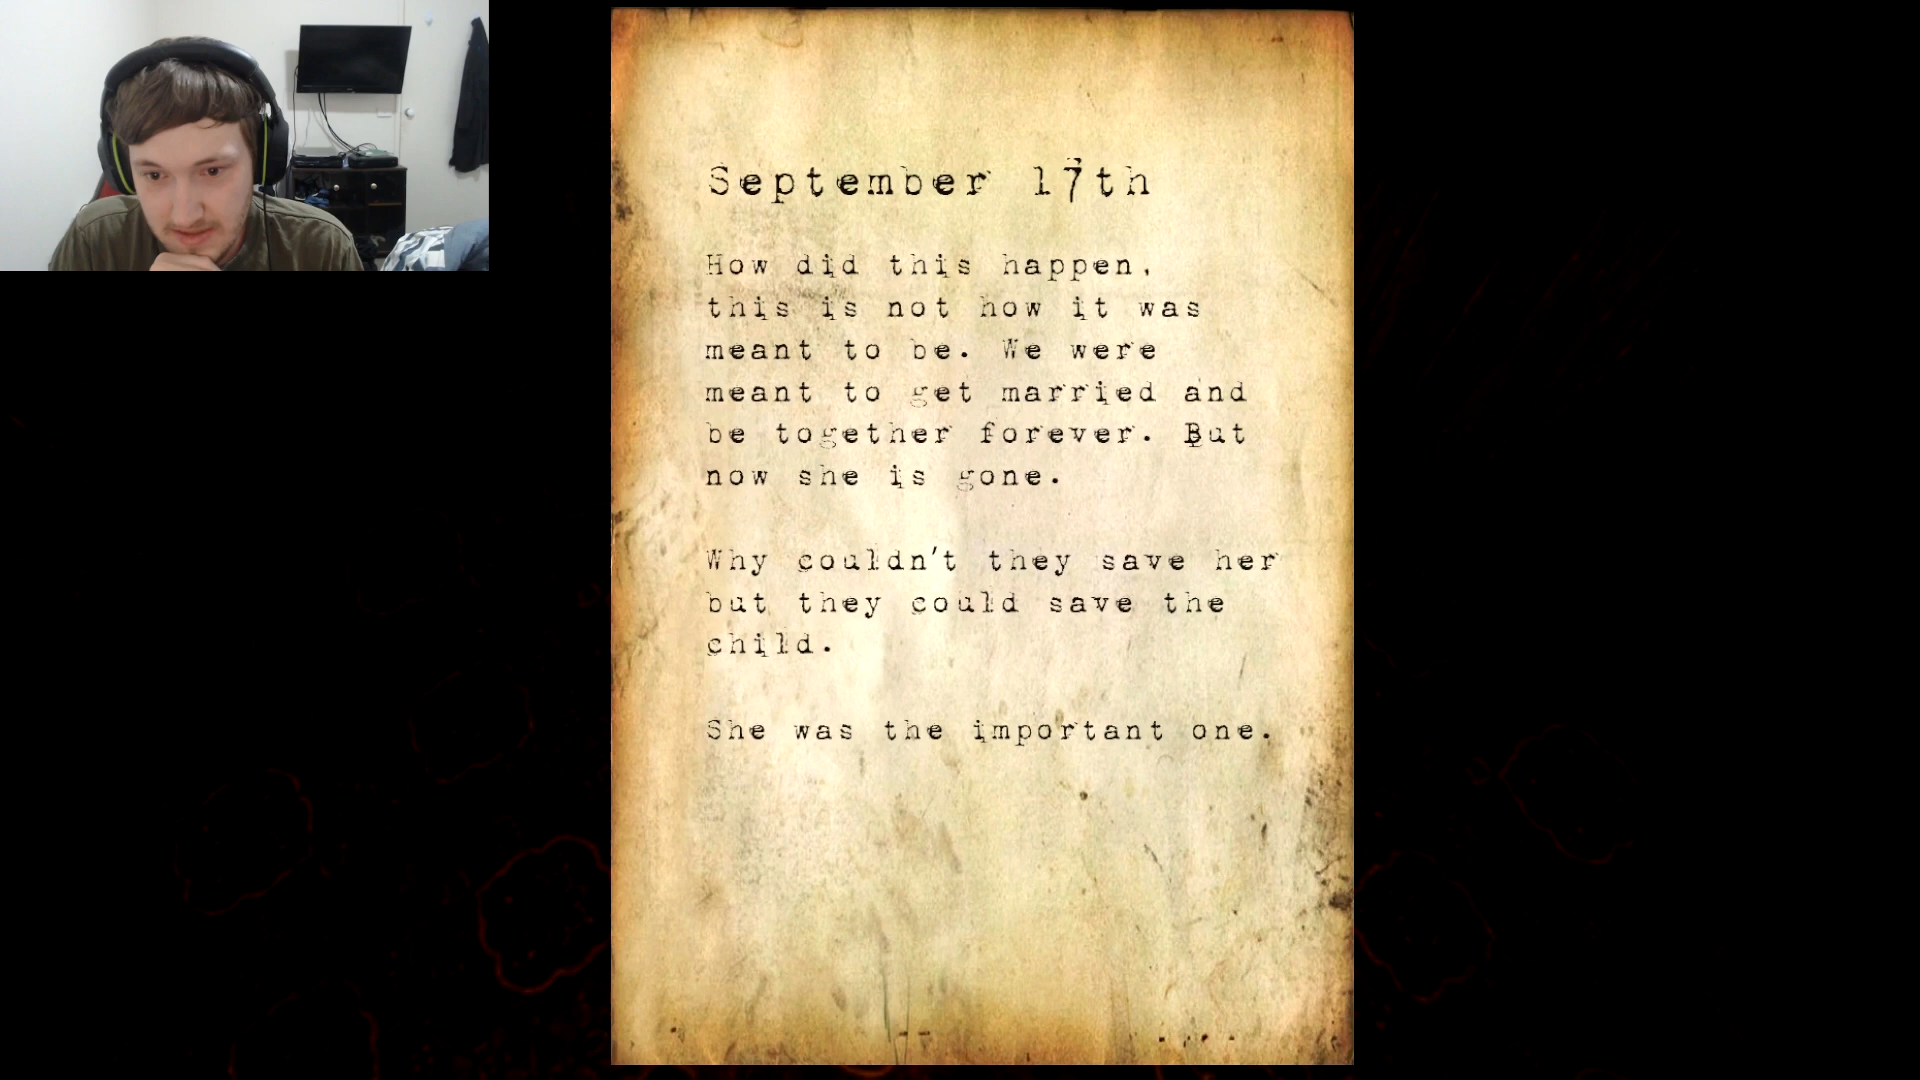 September 17th
How did this happen,
this is not how it was
meant to be. We were
meant to get married and
be together forever. But
now she is gone.
Why couldn't they save her
but they could save the
child.
She was the important one.